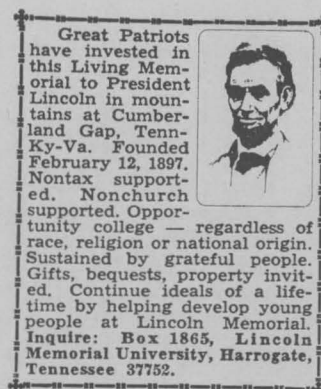 Great Patriots
have invested in
this Living Mem-
orial to President
Lincoln in moun-
tains at Cumber-
land Gap, Tenn-
Ky-Va. Founded
February 12, 1897.
Nontax support-
ed. Nonchurch
supported. Oppor-
tunity college — regardless of
race, religion or national origin.
Sustained by grateful people.
Gifts, bequests, property invit-
ed. Continue ideals of a life-
time by helping develop young
people at Lincoln Memorial.
Inquire: Box 1865, Lincoln
Memorial University, Harrogate,
Tennessee 37752.